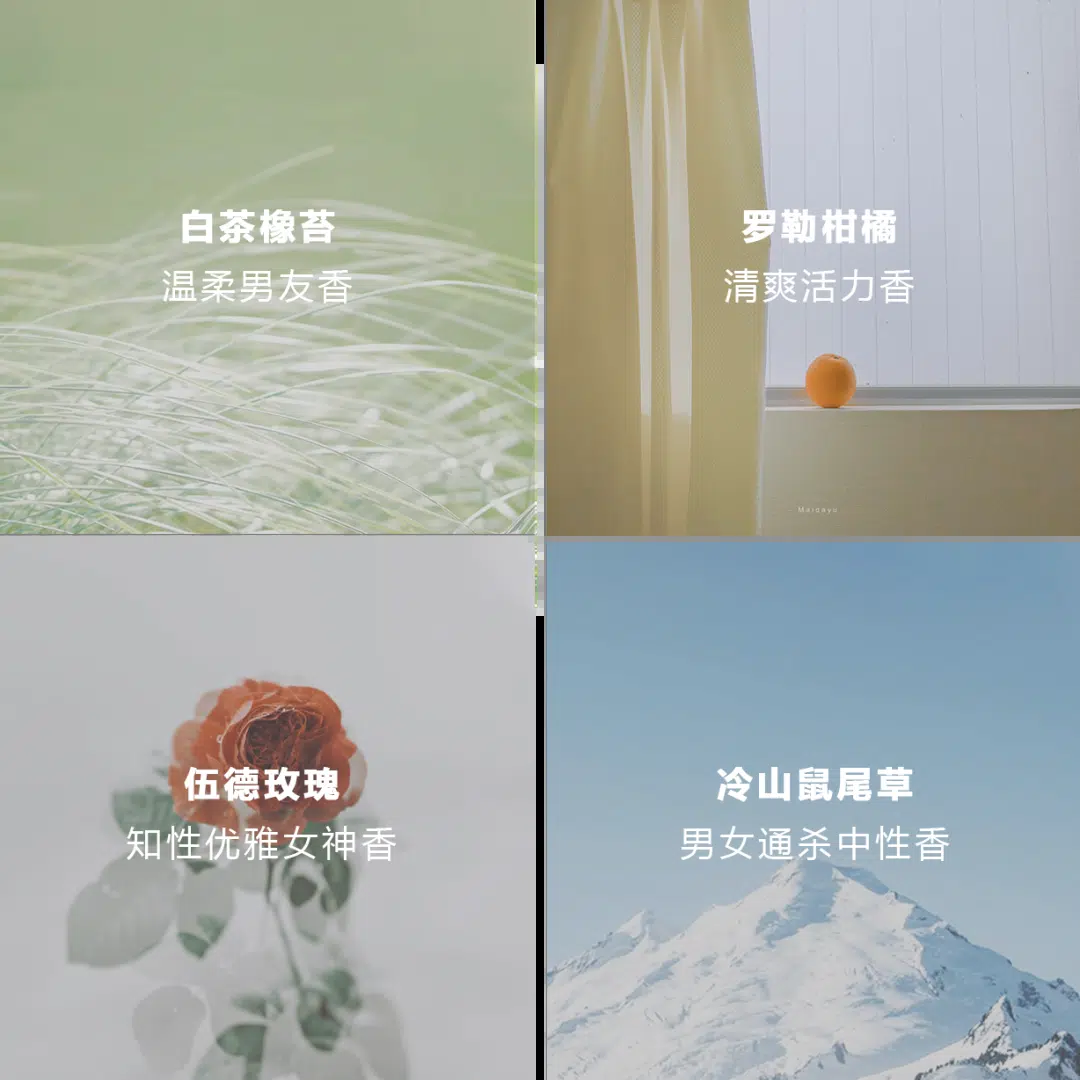 白茶橡苔
温柔男友香
罗勒柑橘
清爽活力香
Maidayu
伍德玫瑰
知性优雅女神香
冷山鼠尾草
男女通杀中性香